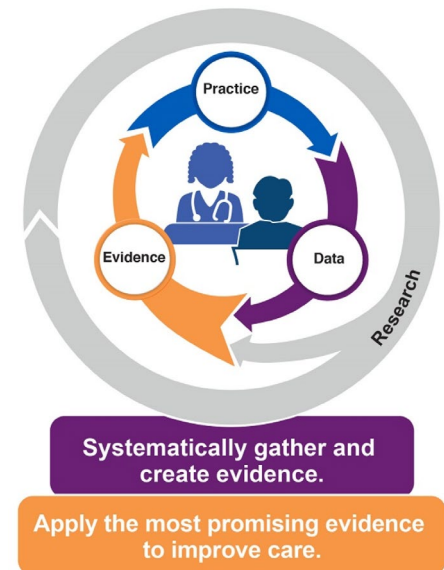 Practice
Evidence
Data
Research
Systematically gather and
create evidence.
Apply the most promising evidence
to improve care.